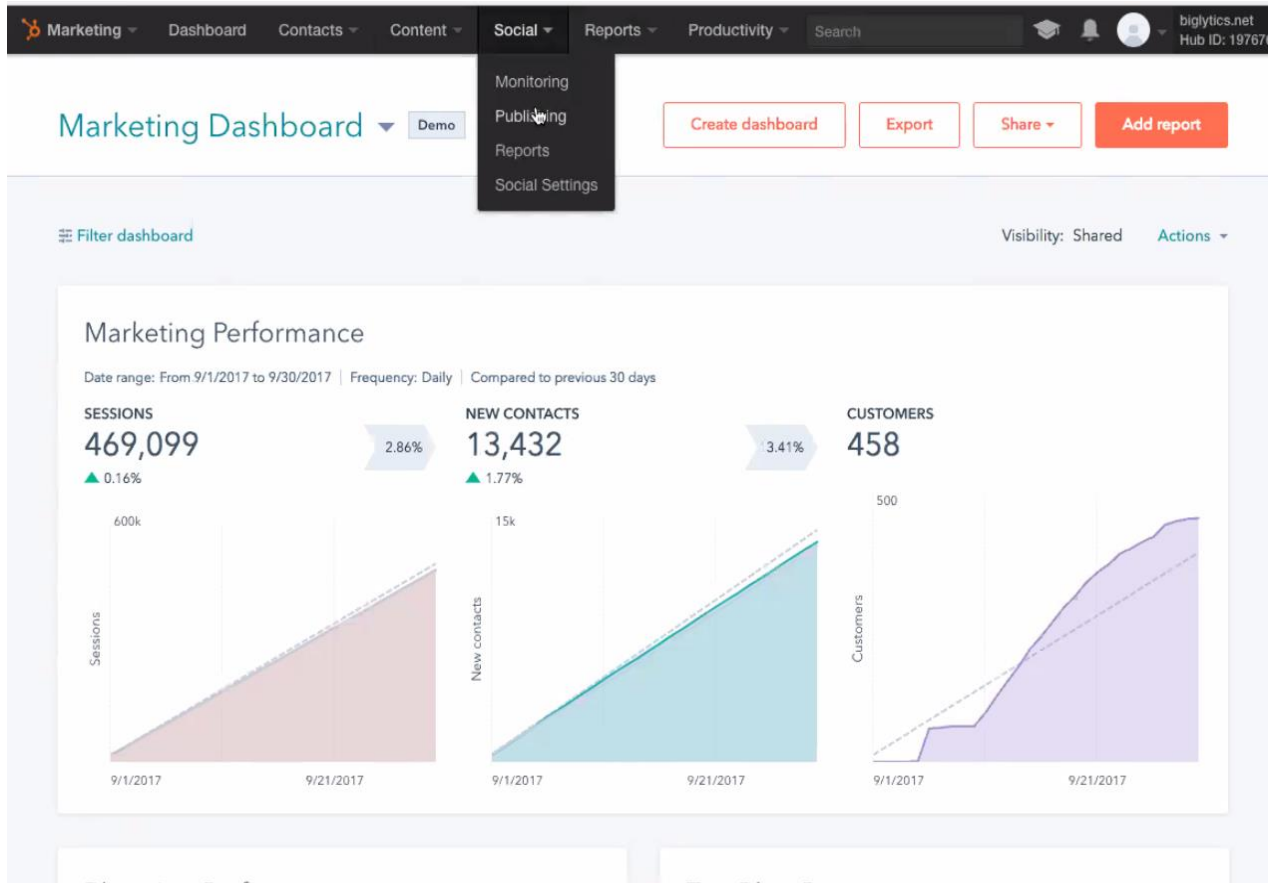 Marketing Dashboard Contacts Content Social Reports Productivity Search biglytics.net
Hub ID: 19767
Monitoring
Publishing
Reports
Social Settings
Marketing Dashboard Demo Create dashboard Export Share Add report
Filter dashboard Visibility: Shared Actions
Marketing Performance
Date range: From 9/1/2017 to 9/30/2017 | Frequency: Daily | Compared to previous 30 days
SESSIONS NEW CONTACTS CUSTOMERS
469,099 2.86% 13,432 3.41% 458
0.16% 1.77%
600k 15k 500
Sessions New contacts Customers
9/1/2017 9/21/2017 9/1/2017 9/21/2017 9/1/2017 9/21/2017